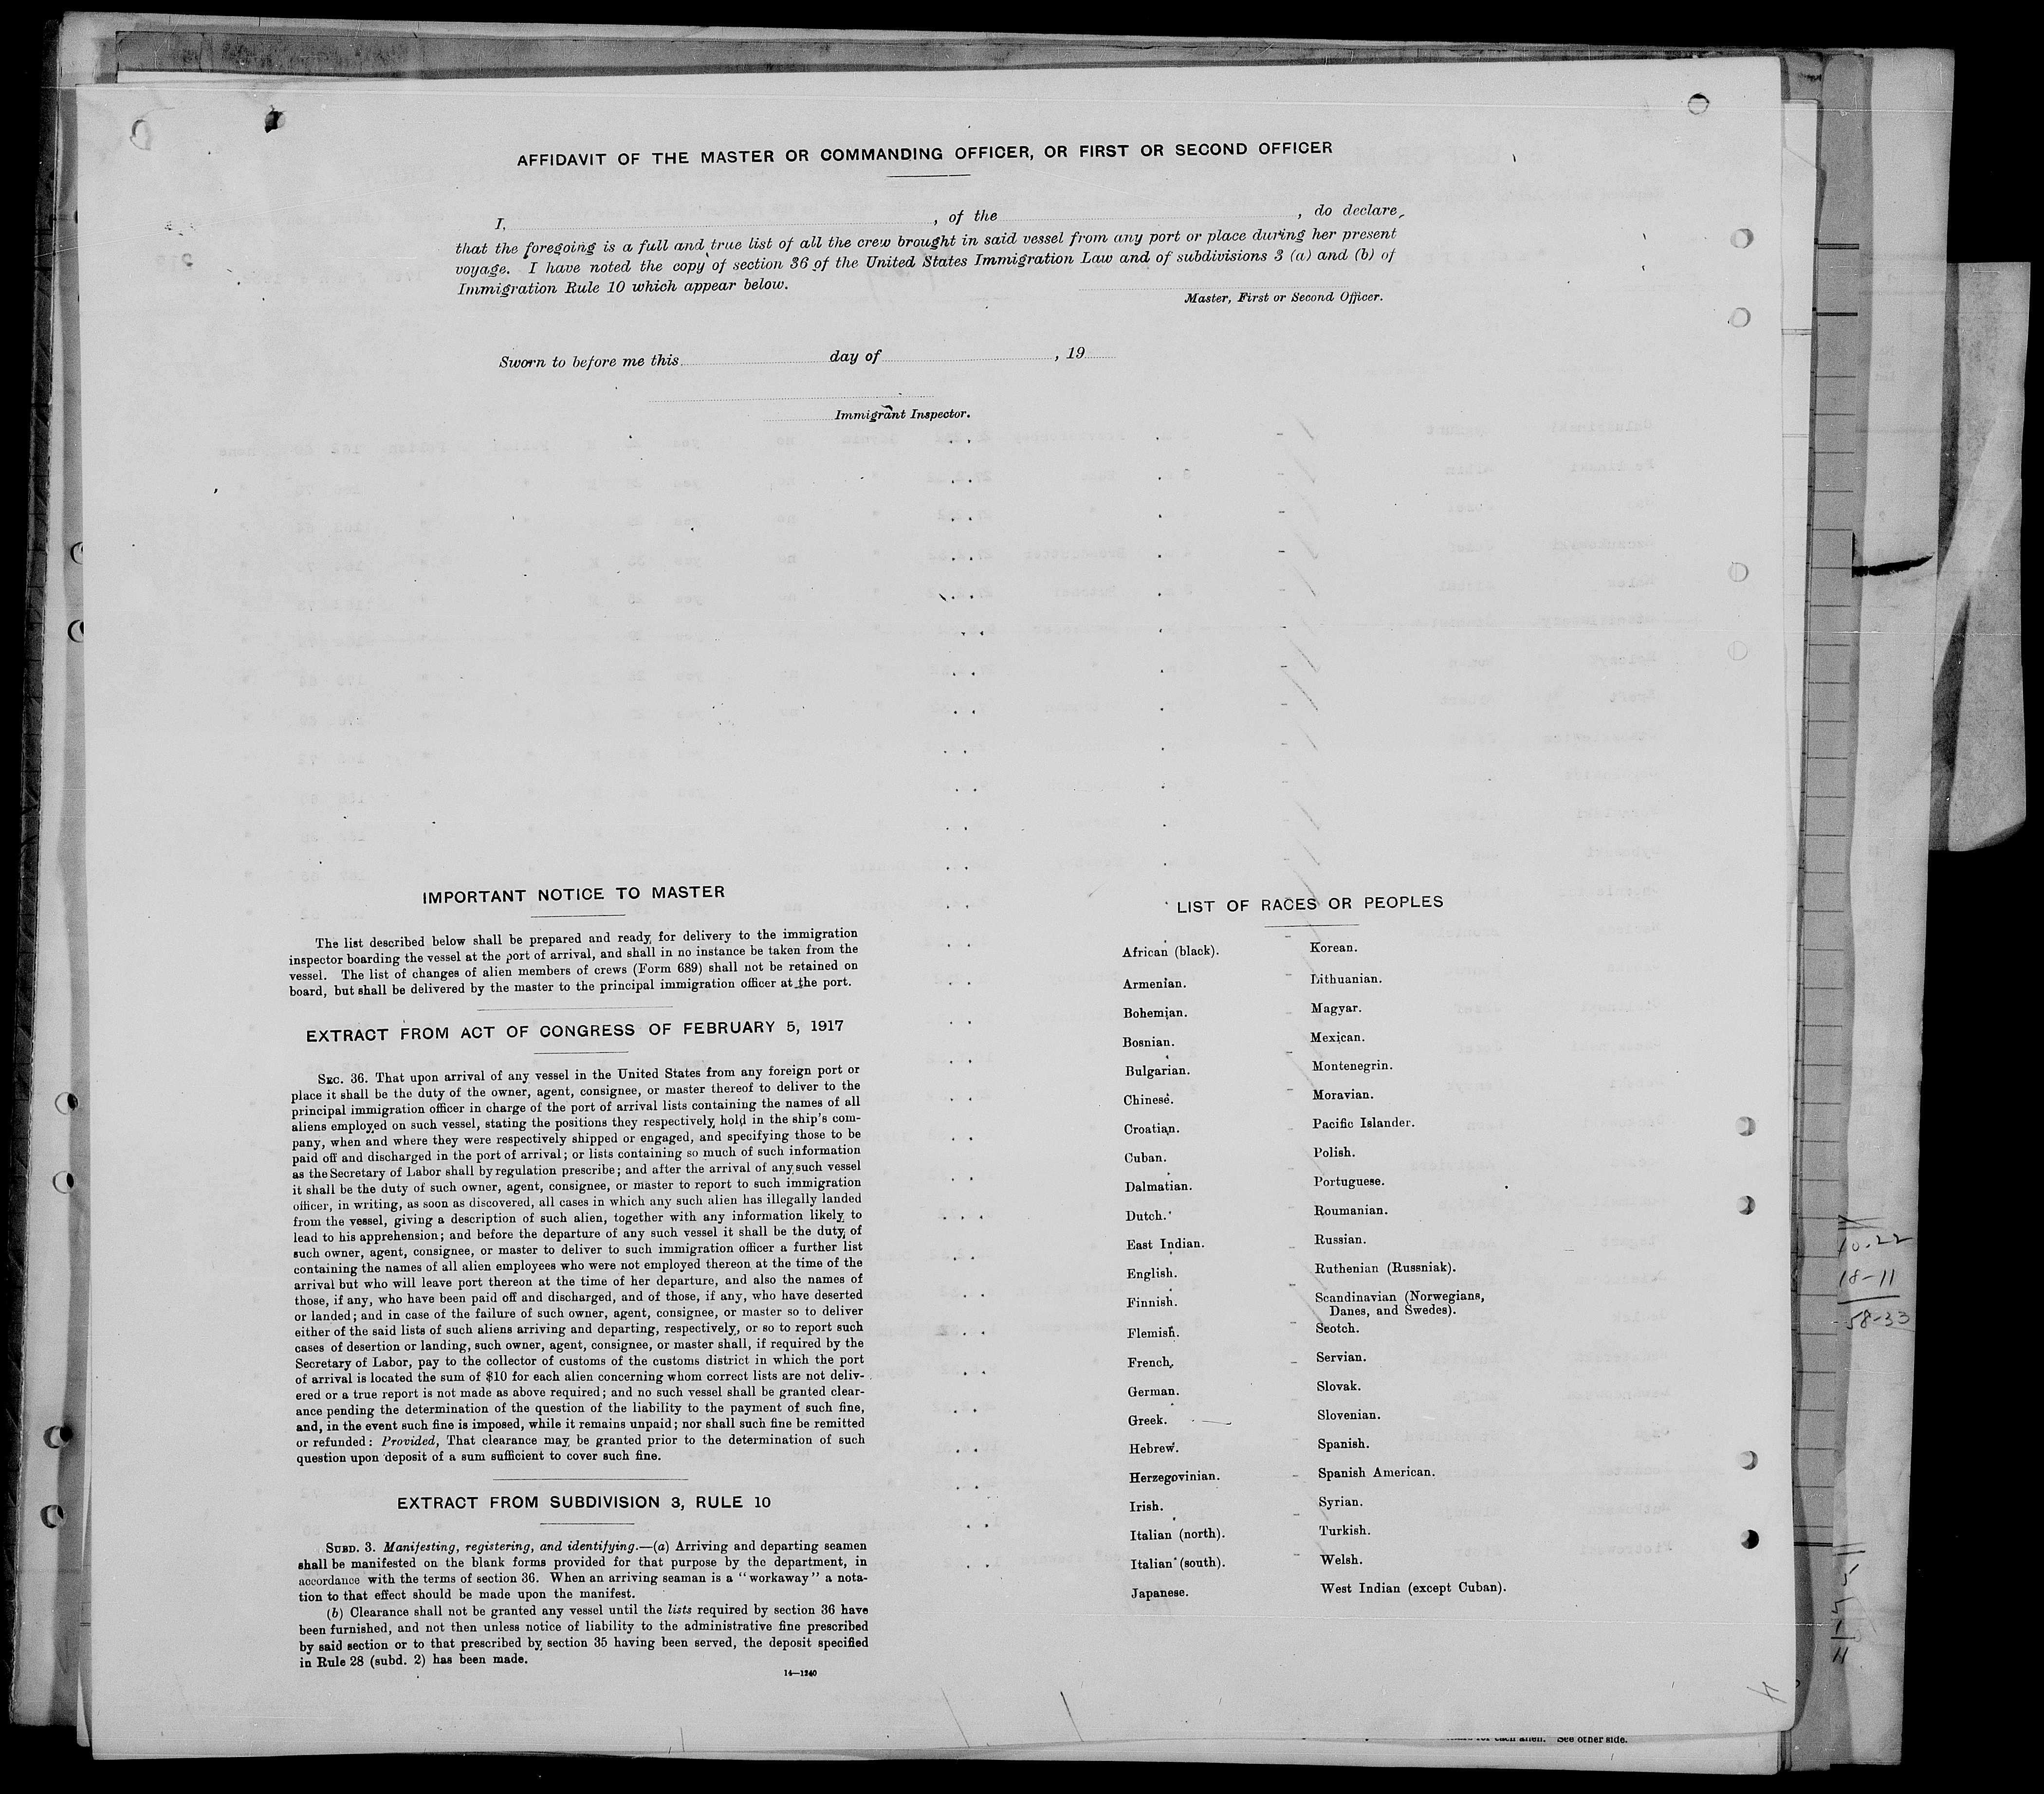 AFFIDAVIT OF THE MASTER OR COMMANDING OFFICER, OR FIRST OR SECOND OFFICER
I, , of the , do declare
that the foregoing is a full and true list of all the crew brought in said vessel from any port or place during her present
voyage. I have noted the copy of section 36 of the United States Immigration Law and of subdivisions 3 (a) and (b) of
Immigration Rule 10 which appear below.
Master, First or Second Officer.
Sworn to before me this day of , 19
Immigrant Inspector.
IMPORTANT NOTICE TO MASTER
The list described below shall be prepared and ready for delivery to the immigration
inspector boarding the vessel at the port of arrival, and shall in no instance be taken from the
vessel. The list of changes of alien members of crews (Form 689) shall not be retained on
board, but shall be delivered by the master to the principal immigration officer at the port.
EXTRACT FROM ACT OF CONGRESS OF FEBRUARY 5, 1917
SEC. 36. That upon arrival of any vessel in the United States from any foreign port or
place it shall be the duty of the owner, agent, consignee, or master thereof to deliver to the
principal immigration officer in charge of the port of arrival lists containing the names of all
aliens employed on such vessel, stating the positions they respectively hold in the ship's com-
pany, when and where they were respectively shipped or engaged, and specifying those to be
paid off and discharged in the port of arrival; or lists containing so much of such information
as the Secretary of Labor shall by regulation prescribe; and after the arrival of any such vessel
it shall be the duty of such owner, agent, consignee, or master to report to such immigration
officer, in writing, as soon as discovered, all cases in which any such alien has illegally landed
from the vessel, giving a description of such alien, together with any information likely to
lead to his apprehension; and before the departure of any such vessel it shall be the duty of
such owner, agent, consignee, or master to deliver to such immigration officer a further list
containing the names of all alien employees who were not employed thereon at the time of the
arrival but who will leave port thereon at the time of her departure, and also the names of
those, if any, who have been paid off and discharged, and of those, if any, who have deserted
or landed; and in case of the failure of such owner, agent, consignee, or master so to deliver
either of the said lists of such aliens arriving and departing, respectively, or so to report such
cases of desertion or landing, such owner, agent, consignee, or master shall, if required by the
Secretary of Labor, pay to the collector of customs of the customs district in which the port
of arrival is located the sum of $10 for each alien concerning whom correct lists are not deliv-
ered or a true report is not made as above required; and no such vessel shall be granted clear-
ance pending the determination of the question of the liability to the payment of such fine,
and, in the event such fine is imposed, while it remains unpaid; nor shall such fine be remitted
or refunded: Provided, That clearance may be granted prior to the determination of such
question upon deposit of a sum sufficient to cover such fine.
EXTRACT FROM SUBDIVISION 3, RULE 10
SUBD. 3. Manifesting, registering, and identifying.—(a) Arriving and departing seamen
shall be manifested on the blank forms provided for that purpose by the department, in
accordance with the terms of section 36. When an arriving seaman is a "workaway" a nota-
tion to that effect should be made upon the manifest.
(b) Clearance shall not be granted any vessel until the lists required by section 36 have
been furnished, and not then unless notice of liability to the administrative fine prescribed
by said section or to that prescribed by section 35 having been served, the deposit specified
in Rule 28 (subd. 2) has been made.
14—1240
LIST OF RACES OR PEOPLES
African (black).
Armenian.
Bohemian.
Bosnian.
Bulgarian.
Chinese.
Croatian.
Cuban.
Dalmatian.
Dutch.
East Indian.
English.
Finnish.
Flemish.
French.
German.
Greek.
Hebrew.
Herzegovinian.
Irish.
Italian (north).
Italian (south).
Japanese.
Korean.
Lithuanian.
Magyar.
Mexican.
Montenegrin.
Moravian.
Pacific Islander.
Polish.
Portuguese.
Roumanian.
Russian.
Ruthenian (Russniak).
Scandinavian (Norwegians,
Danes, and Swedes).
Scotch.
Servian.
Slovak.
Slovenian.
Spanish.
Spanish American.
Syrian.
Turkish.
Welsh.
West Indian (except Cuban).
10-22
18-11
58-33
for each alien. See other side.